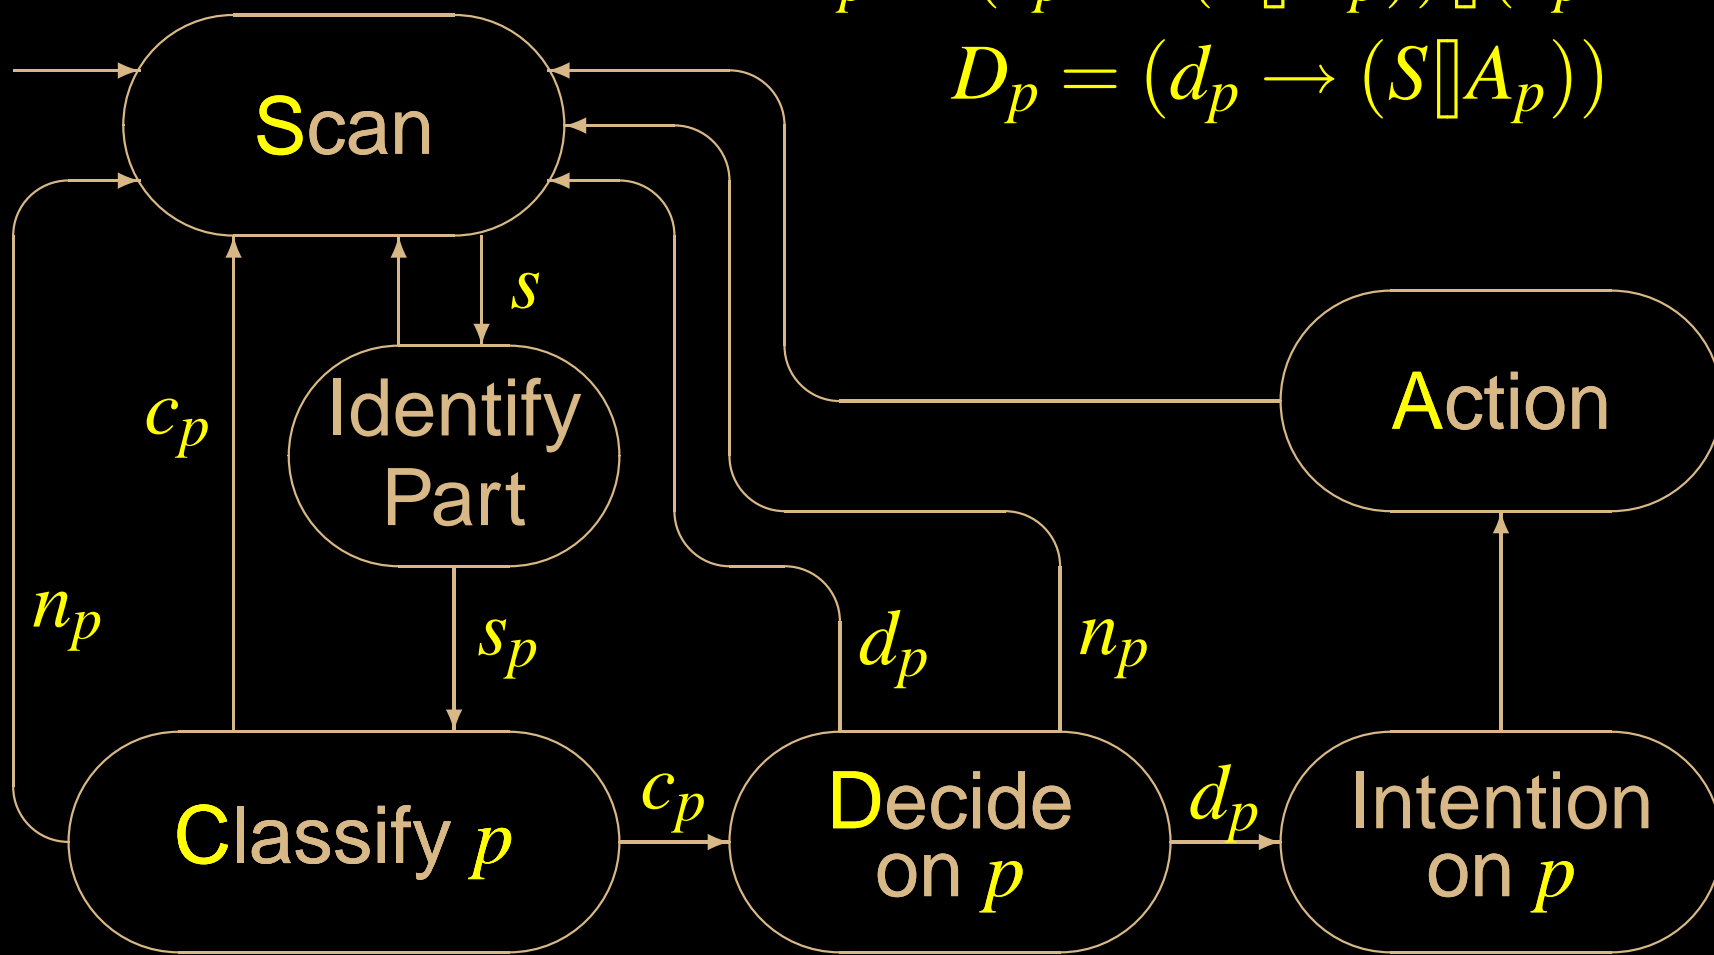 D_p = (d_p → (S▯A_p))
Scan
s
Identify
Part
c_p
Action
n_p
s_p
d_p
n_p
c_p
d_p
Classify p
Decide
on p
Intention
on p